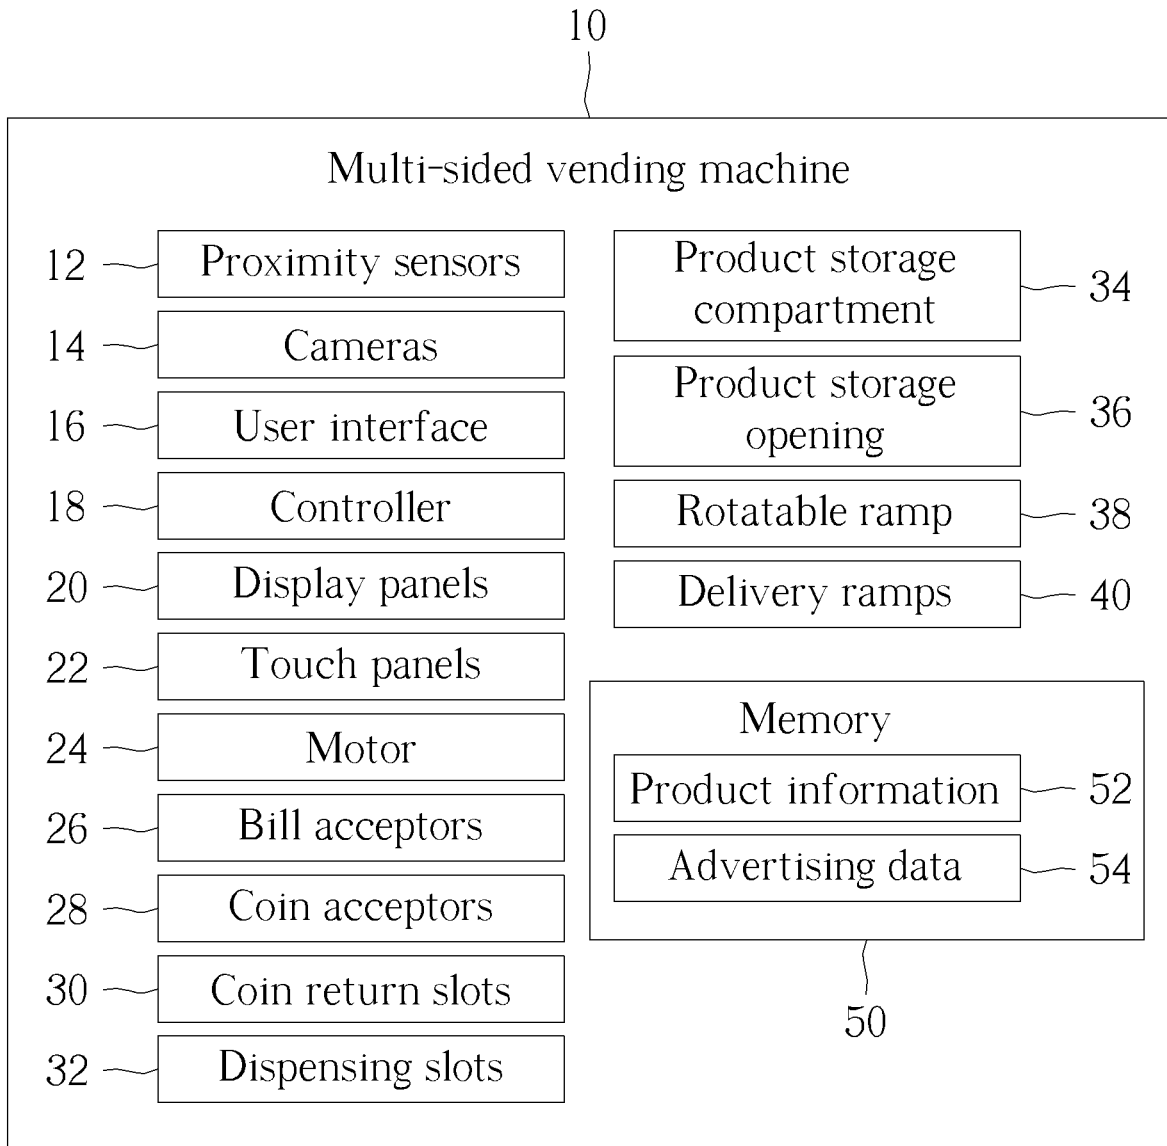 10
Multi-sided vending machine
12 Proximity sensors
14 Cameras
16 User interface
18 Controller
20 Display panels
22 Touch panels
24 Motor
26 Bill acceptors
28 Coin acceptors
30 Coin return slots
32 Dispensing slots
Product storage
compartment
34
Product storage
opening
36
Rotatable ramp 38
Delivery ramps 40
Memory
Product information 52
Advertising data 54
50